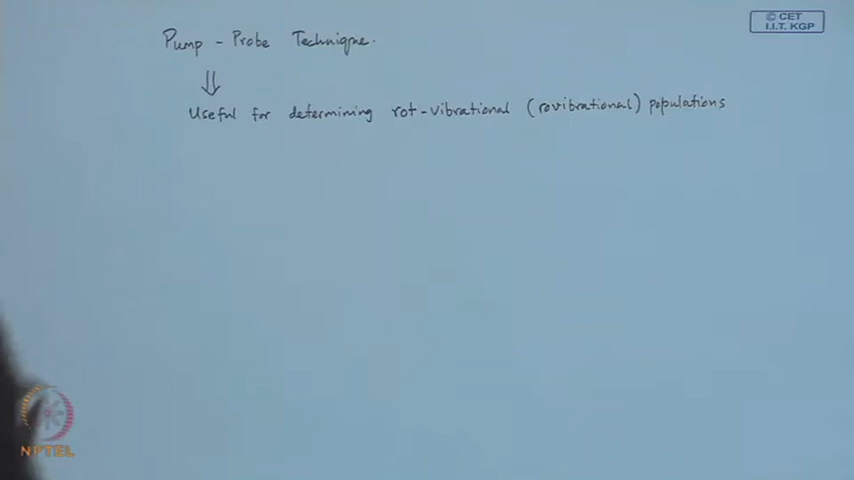 © CET
I.I.T. KGP
Pump - Probe Technique.
⇓
Useful for determining rot-vibrational (rovibrational) populations
NPTEL